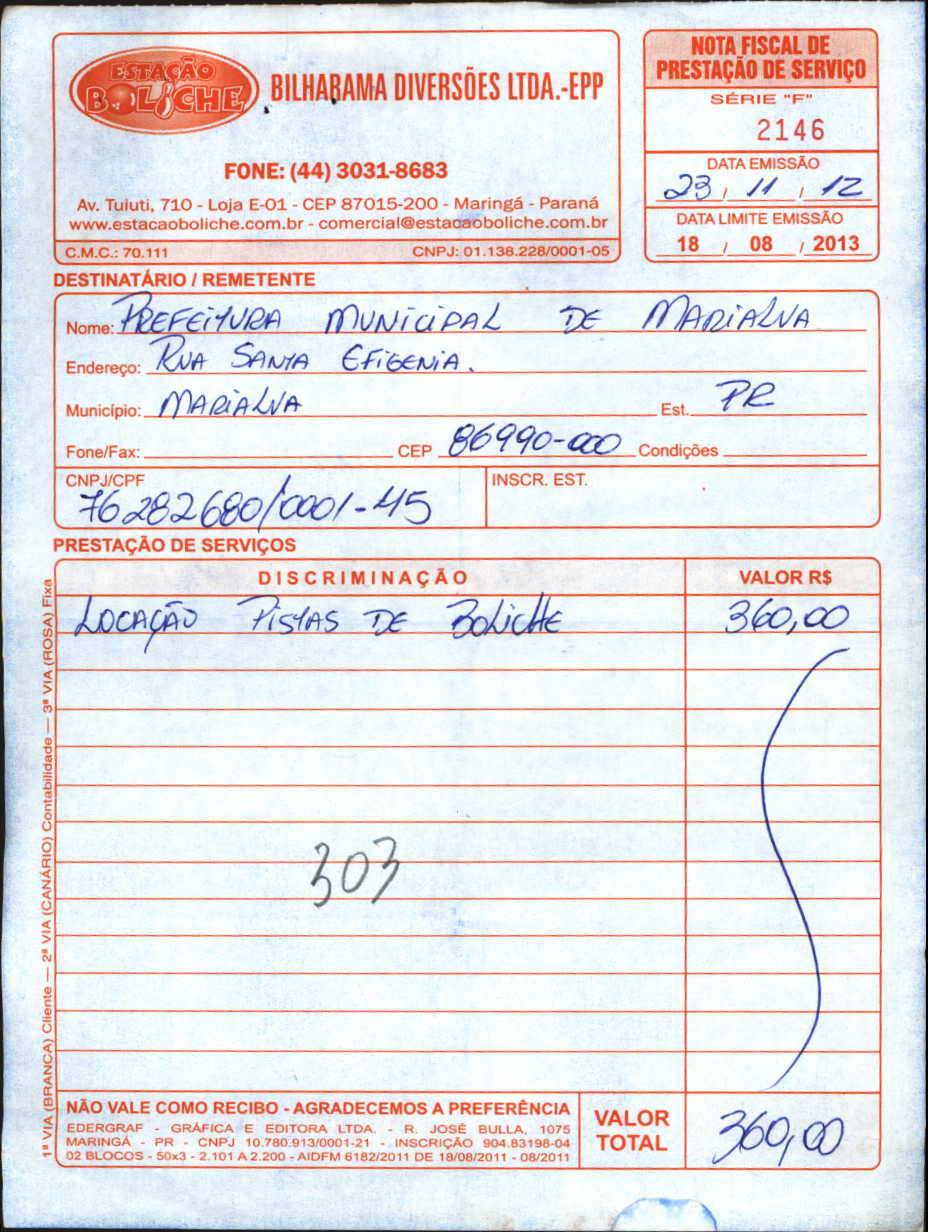 ESTAÇÃO
BOLICHE
BILHARAMA DIVERSÕES LTDA.-EPP
FONE: (44) 3031-8683
Av. Tuiuti, 710 - Loja E-01 - CEP 87015-200 - Maringá - Paraná
www.estacaoboliche.com.br - comercial@estacaoboliche.com.br
C.M.C.: 70.111 CNPJ: 01.138.228/0001-05
NOTA FISCAL DE
PRESTAÇÃO DE SERVIÇO
SÉRIE "F"
2146
DATA EMISSÃO
23 / 11 / 12
DATA LIMITE EMISSÃO
18 / 08 / 2013
DESTINATÁRIO / REMETENTE
Nome: PREFEITURA MUNICIPAL DE MARIALVA
Endereço: RUA SANTA EFIGENIA.
Município: MARIALVA Est. PR
Fone/Fax: CEP 86990-000 Condições
CNPJ/CPF INSCR. EST.
76282680/0001-45
PRESTAÇÃO DE SERVIÇOS
DISCRIMINAÇÃO VALOR R$
LOCAÇÃO PISTAS DE BOLICHE 360,00
303
1ª VIA (BRANCA) Cliente — 2ª VIA (CANÁRIO) Contabilidade — 3ª VIA (ROSA) Fixa
NÃO VALE COMO RECIBO - AGRADECEMOS A PREFERÊNCIA
EDERGRAF - GRÁFICA E EDITORA LTDA. - R. JOSÉ BULLA, 1075
MARINGÁ - PR - CNPJ 10.780.913/0001-21 - INSCRIÇÃO 904.83198-04
02 BLOCOS - 50x3 - 2.101 A 2.200 - AIDFM 6182/2011 DE 18/08/2011 - 08/2011
VALOR
TOTAL
360,00